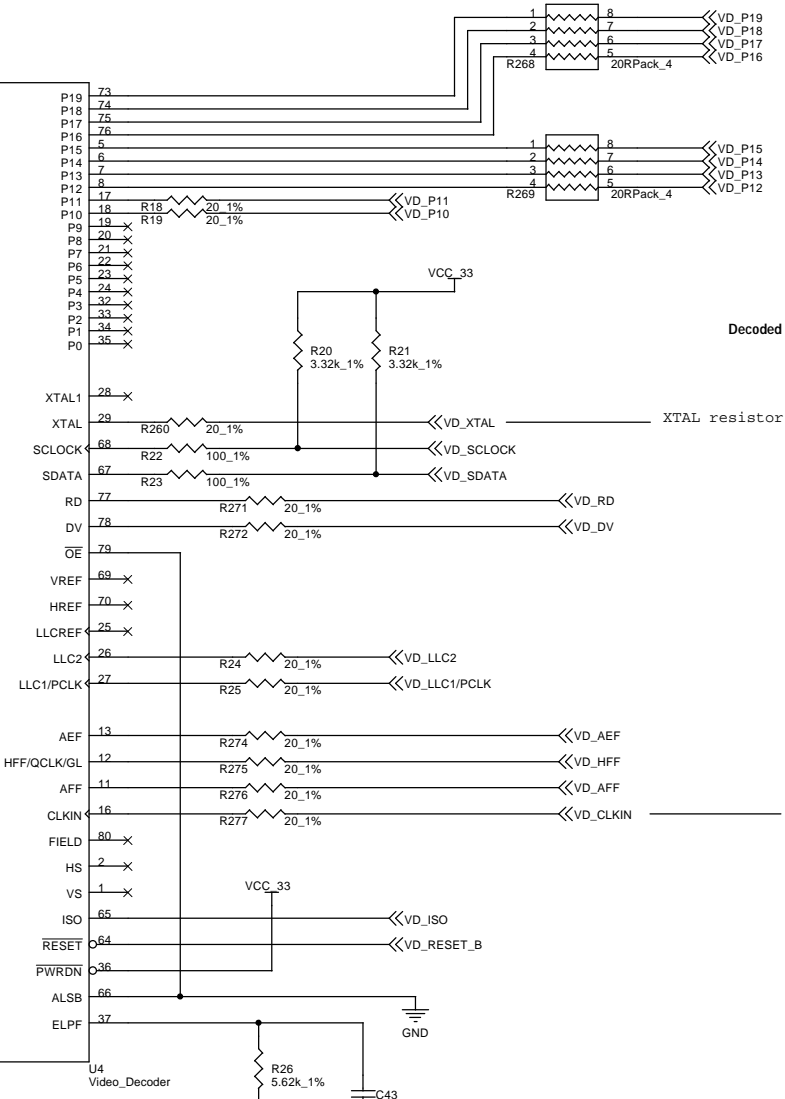 1 8 VD_P19
2 7 VD_P18
3 6 VD_P17
4 5 VD_P16
R268 20RPack_4
P19 73
P18 74
P17 75
P16 76
P15 5 1 8 VD_P15
P14 6 2 7 VD_P14
P13 7 3 6 VD_P13
P12 8 4 5 VD_P12
R269 20RPack_4
P11 17 R18 20_1% VD_P11
P10 18 R19 20_1% VD_P10
P9 19
P8 20
P7 21
P6 22
P5 23
P4 24
P3 32
P2 33
P1 34
P0 35
VCC_33
Decoded
R20 R21
3.32k_1% 3.32k_1%
XTAL1 28
XTAL 29 R260 20_1% VD_XTAL XTAL resistor
SCLOCK 68 R22 100_1% VD_SCLOCK
SDATA 67 R23 100_1% VD_SDATA
RD 77 R271 20_1% VD_RD
DV 78 R272 20_1% VD_DV
OE 79
VREF 69
HREF 70
LLCREF 25
LLC2 26 R24 20_1% VD_LLC2
LLC1/PCLK 27 R25 20_1% VD_LLC1/PCLK
AEF 13 R274 20_1% VD_AEF
HFF/QCLK/GL 12 R275 20_1% VD_HFF
AFF 11 R276 20_1% VD_AFF
CLKIN 16 R277 20_1% VD_CLKIN
FIELD 80
HS 2
VS 1
VCC_33
ISO 65 VD_ISO
RESET 64 VD_RESET_B
PWRDN 36
ALSB 66
GND
ELPF 37
U4
Video_Decoder
R26
5.62k_1%
C43